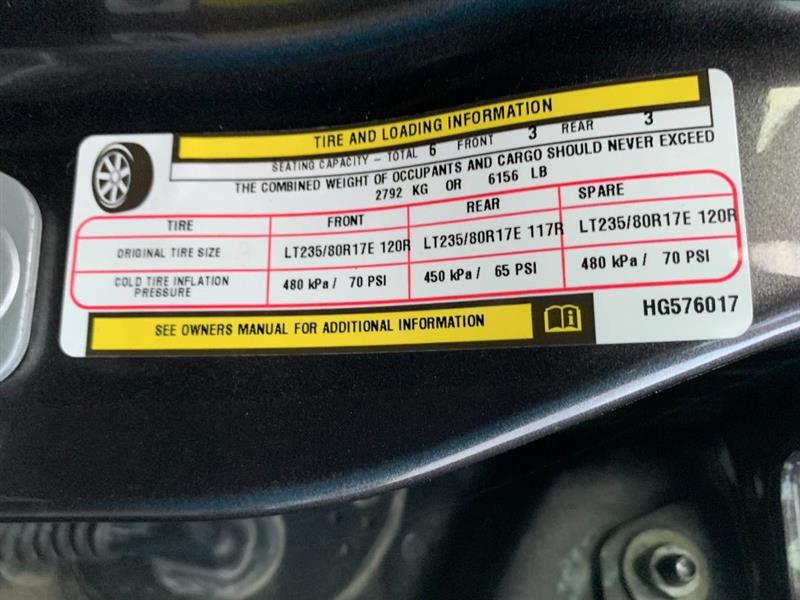 TIRE AND LOADING INFORMATION
SEATING CAPACITY - TOTAL 6 FRONT 3 REAR 3
THE COMBINED WEIGHT OF OCCUPANTS AND CARGO SHOULD NEVER EXCEED
2792 KG OR 6156 LB
TIRE FRONT REAR SPARE
ORIGINAL TIRE SIZE LT235/80R17E 120R LT235/80R17E 117R LT235/80R17E 120R
COLD TIRE INFLATION PRESSURE 480 kPa / 70 PSI 450 kPa / 65 PSI 480 kPa / 70 PSI
SEE OWNERS MANUAL FOR ADDITIONAL INFORMATION
HG576017